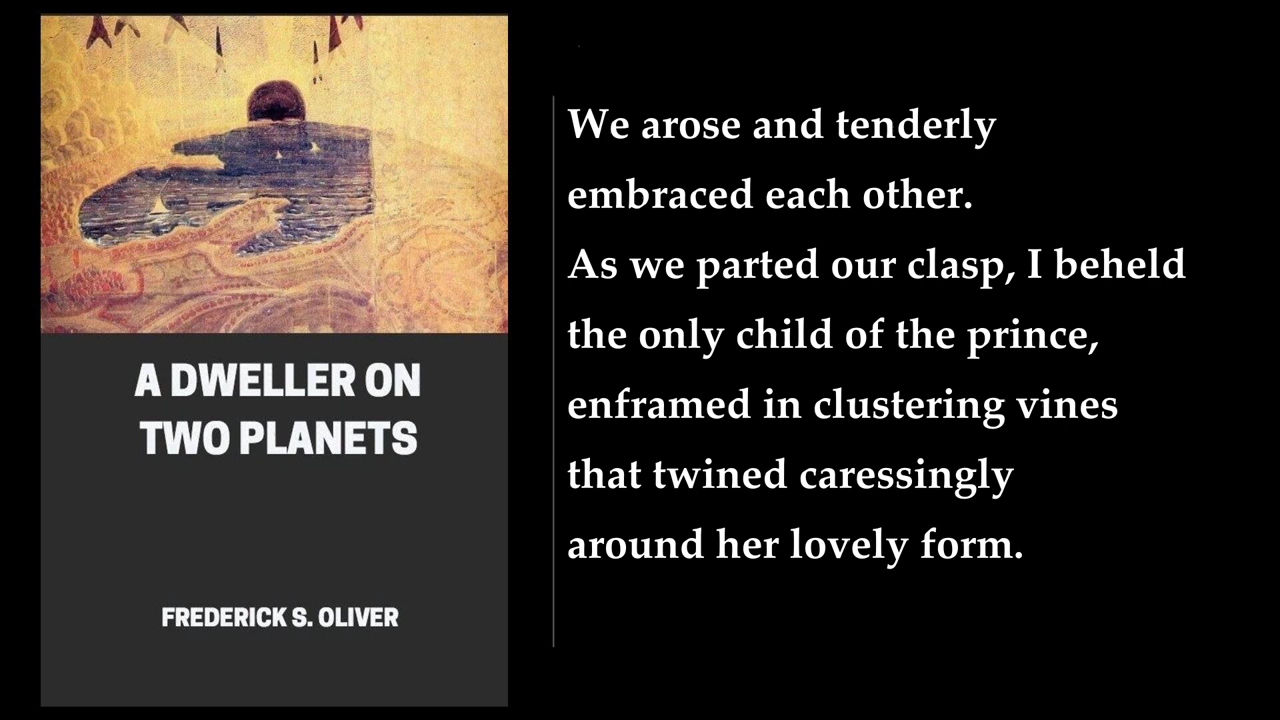 A DWELLER ON
TWO PLANETS
FREDERICK S. OLIVER
We arose and tenderly
embraced each other.
As we parted our clasp, I beheld
the only child of the prince,
enframed in clustering vines
that twined caressingly
around her lovely form.